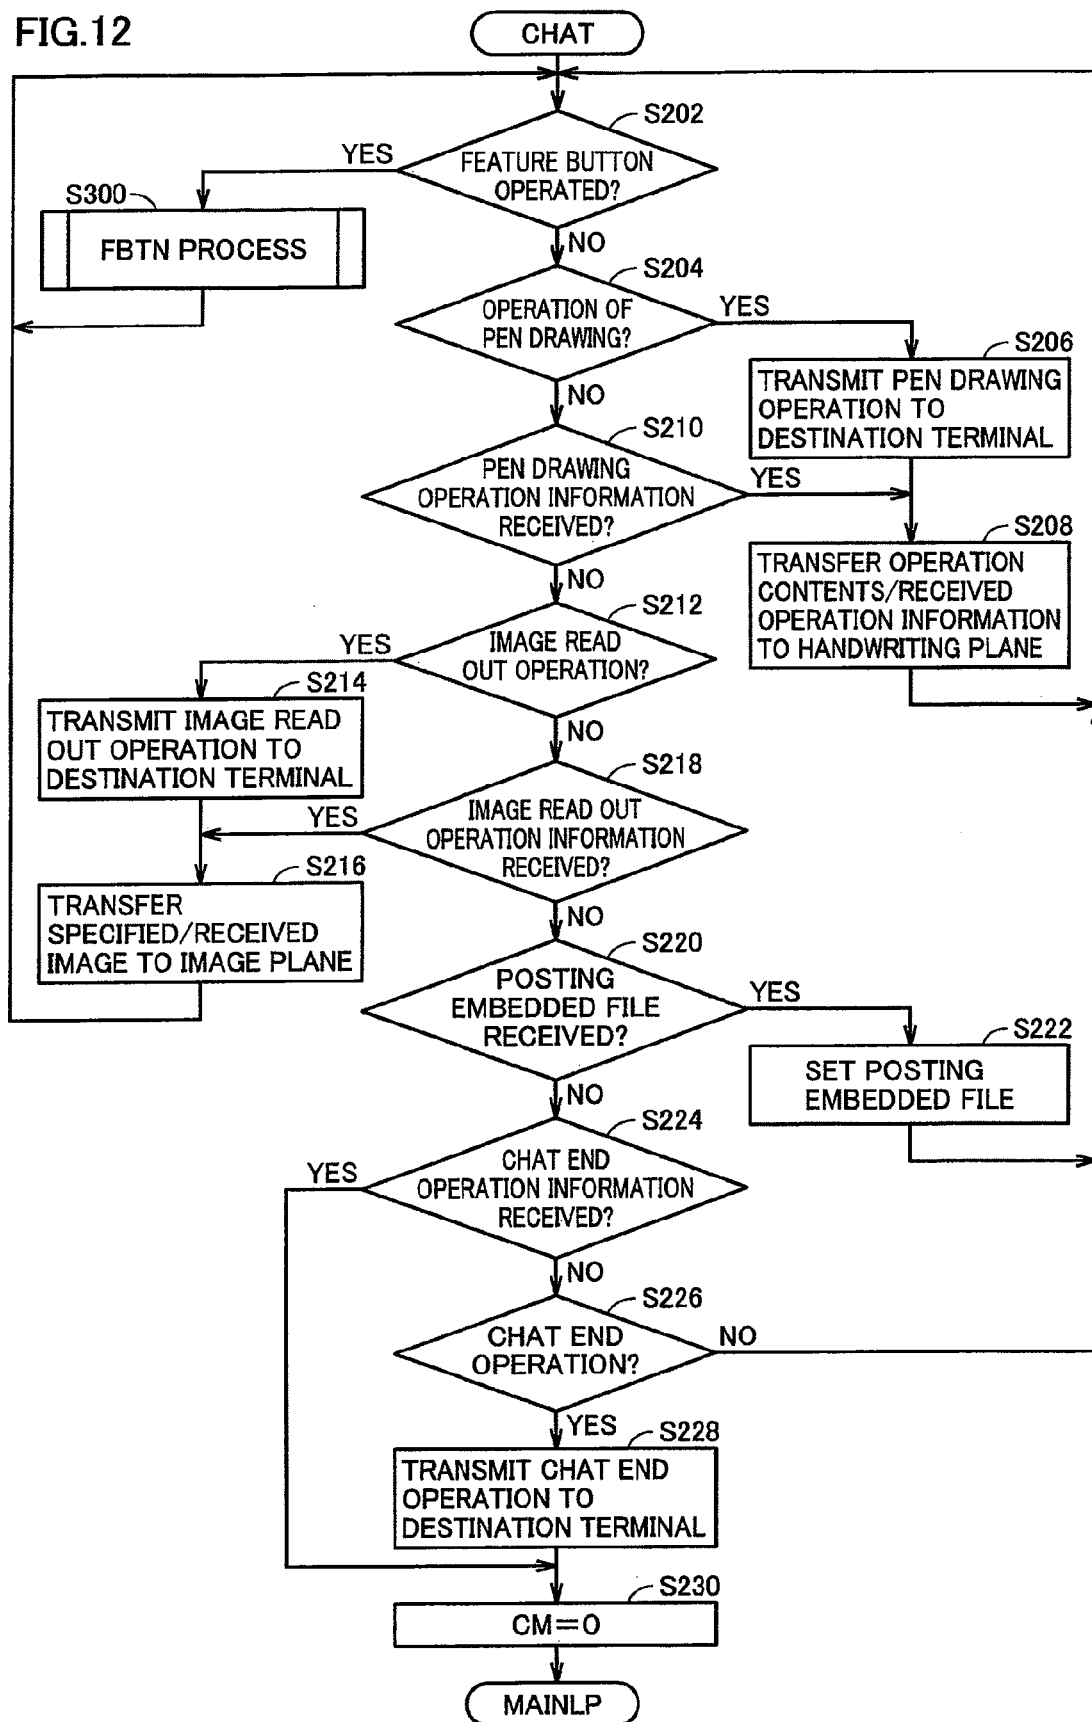 FIG.12
CHAT
S202
YES
FEATURE BUTTON
OPERATED?
S300
FBTN PROCESS
NO
S204
OPERATION OF
PEN DRAWING?
YES
S206
TRANSMIT PEN DRAWING
OPERATION TO
DESTINATION TERMINAL
NO
S210
PEN DRAWING
OPERATION INFORMATION
RECEIVED?
YES
S208
TRANSFER OPERATION
CONTENTS/RECEIVED
OPERATION INFORMATION
TO HANDWRITING PLANE
NO
S212
YES
IMAGE READ
OUT OPERATION?
S214
TRANSMIT IMAGE READ
OUT OPERATION TO
DESTINATION TERMINAL
NO
S218
YES
IMAGE READ OUT
OPERATION INFORMATION
RECEIVED?
S216
TRANSFER
SPECIFIED/RECEIVED
IMAGE TO IMAGE PLANE
NO
S220
POSTING
EMBEDDED FILE
RECEIVED?
YES
S222
SET POSTING
EMBEDDED FILE
NO
S224
YES
CHAT END
OPERATION INFORMATION
RECEIVED?
NO
S226
CHAT END
OPERATION?
NO
YES
S228
TRANSMIT CHAT END
OPERATION TO
DESTINATION TERMINAL
S230
CM=0
MAINLP